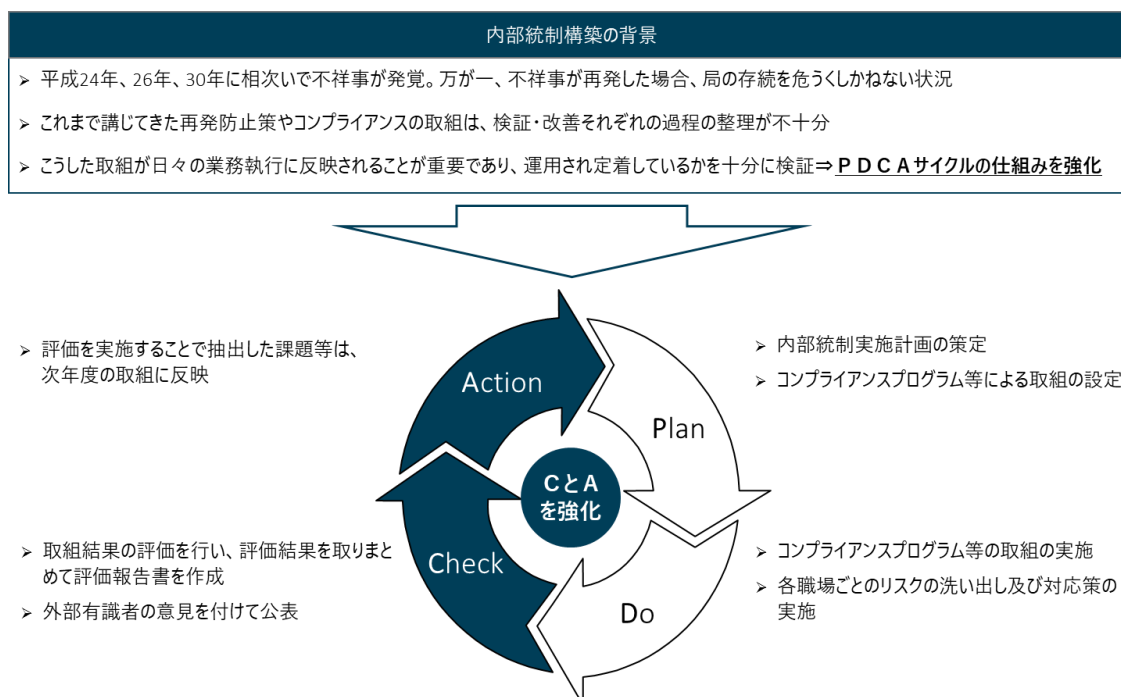 内部統制構築の背景
➢ 平成24年、26年、30年に相次いで不祥事が発覚。万が一、不祥事が再発した場合、局の存続を危うくしかねない状況
➢ これまで講じてきた再発防止策やコンプライアンスの取組は、検証・改善それぞれの過程の整理が不十分
➢ こうした取組が日々の業務執行に反映されることが重要であり、運用され定着しているかを十分に検証⇒ＰＤＣＡサイクルの仕組みを強化
➢ 評価を実施することで抽出した課題等は、
次年度の取組に反映
➢ 内部統制実施計画の策定
➢ コンプライアンスプログラム等による取組の設定
Action
Plan
ＣとＡ
を強化
Check
Do
➢ 取組結果の評価を行い、評価結果を取りまと
めて評価報告書を作成
➢ 外部有識者の意見を付けて公表
➢ コンプライアンスプログラム等の取組の実施
➢ 各職場ごとのリスクの洗い出し及び対応策の
実施